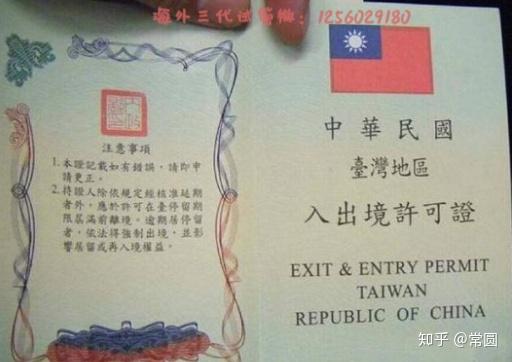 海外三代试管微：1256029180
注意事項
1. 本證記載如有錯誤，請即申
請更正。
2. 持證人除依規定經核准延期
者外，應於許可在臺停留期
限屆滿前離境。逾期居停留
者，依法得強制出境，並影
響居留或再入境權益。
中華民國
臺灣地區
入出境許可證
EXIT & ENTRY PERMIT
TAIWAN
REPUBLIC OF CHINA
知乎 @常圆